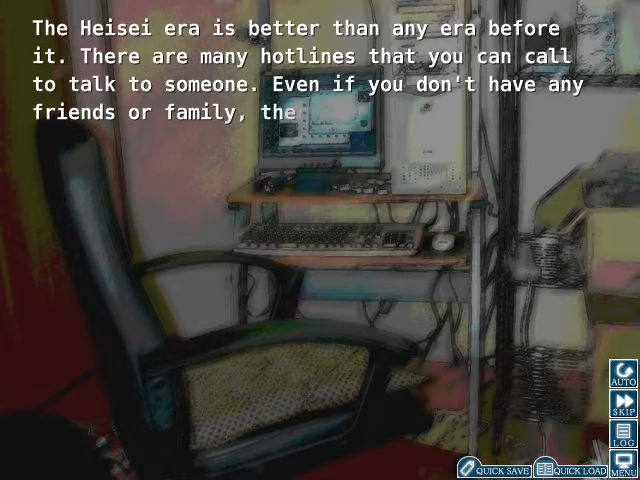 The Heisei era is better than any era before
it. There are many hotlines that you can call
to talk to someone. Even if you don't have any
friends or family, the
AUTO
SKIP
LOG
MENU
QUICK SAVE
QUICK LOAD